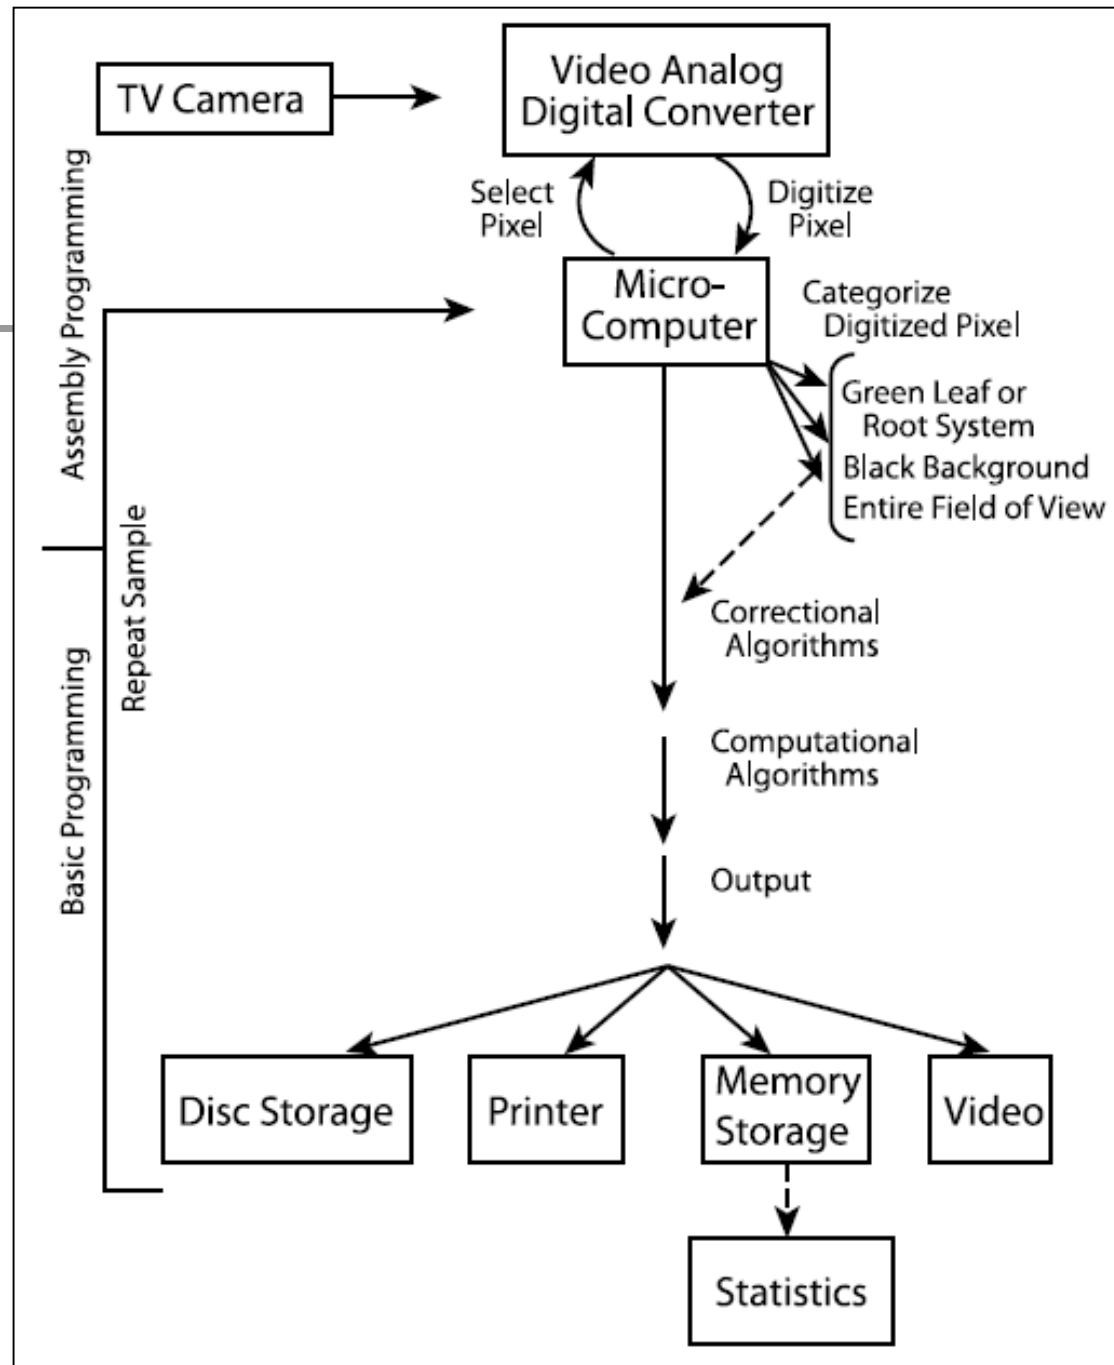 TV Camera
Video Analog
Digital Converter
Select
Pixel
Digitize
Pixel
Micro-
Computer
Categorize
Digitized Pixel
Green Leaf or
Root System
Black Background
Entire Field of View
Assembly Programming
Repeat Sample
Basic Programming
Correctional
Algorithms
Computational
Algorithms
Output
Disc Storage
Printer
Memory
Storage
Video
Statistics